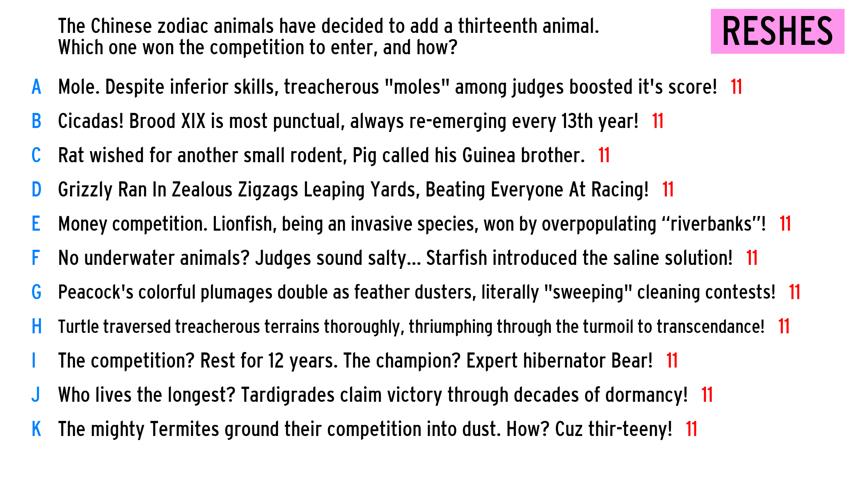 The Chinese zodiac animals have decided to add a thirteenth animal.
Which one won the competition to enter, and how?
RESHES
A Mole. Despite inferior skills, treacherous "moles" among judges boosted it's score! 11
B Cicadas! Brood XIX is most punctual, always re-emerging every 13th year! 11
C Rat wished for another small rodent, Pig called his Guinea brother. 11
D Grizzly Ran In Zealous Zigzags Leaping Yards, Beating Everyone At Racing! 11
E Money competition. Lionfish, being an invasive species, won by overpopulating “riverbanks”! 11
F No underwater animals? Judges sound salty... Starfish introduced the saline solution! 11
G Peacock's colorful plumages double as feather dusters, literally "sweeping" cleaning contests! 11
H Turtle traversed treacherous terrains thoroughly, thriumphing through the turmoil to transcendance! 11
I The competition? Rest for 12 years. The champion? Expert hibernator Bear! 11
J Who lives the longest? Tardigrades claim victory through decades of dormancy! 11
K The mighty Termites ground their competition into dust. How? Cuz thir-teeny! 11